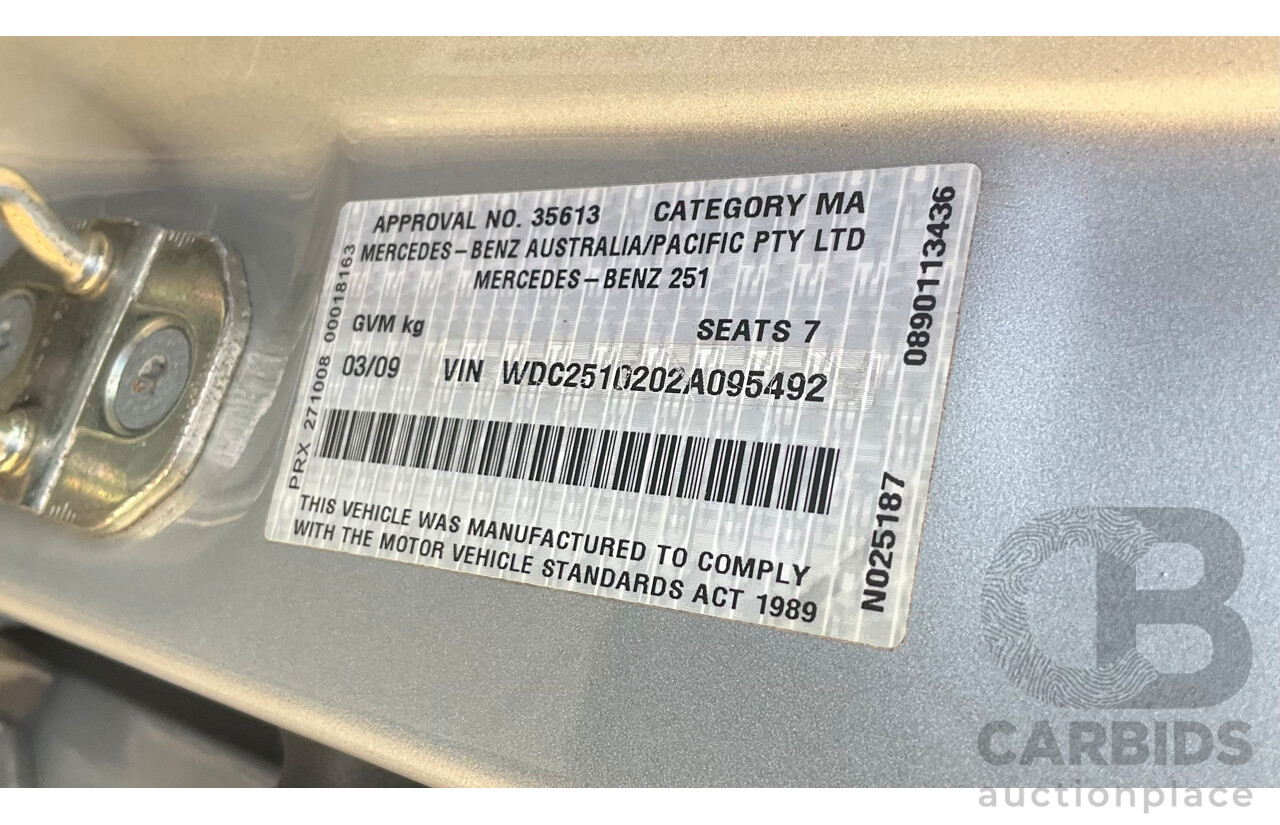 APPROVAL NO. 35613 CATEGORY MA
MERCEDES-BENZ AUSTRALIA/PACIFIC PTY LTD
MERCEDES-BENZ 251
GVM kg SEATS 7
03/09 VIN WDC2510202A095492
THIS VEHICLE WAS MANUFACTURED TO COMPLY
WITH THE MOTOR VEHICLE STANDARDS ACT 1989
PRX 271008 00018163
0890113436
N025187
CB
CARBIDS
auctionplace